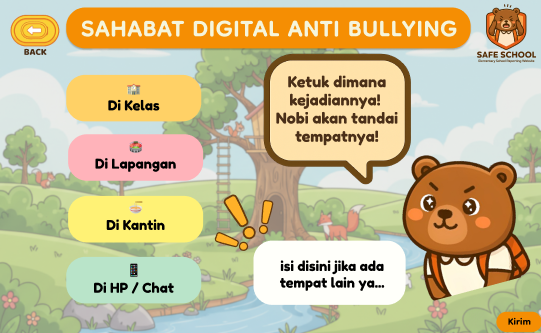 SAHABAT DIGITAL ANTI BULLYING
BACK
SAFE SCHOOL
Elementary School Reporting Website
Ketuk dimana
kejadiannya!
Nobi akan tandai
tempatnya!
Di Kelas
Di Lapangan
Di Kantin
Di HP / Chat
isi disini jika ada
tempat lain ya...
Kirim